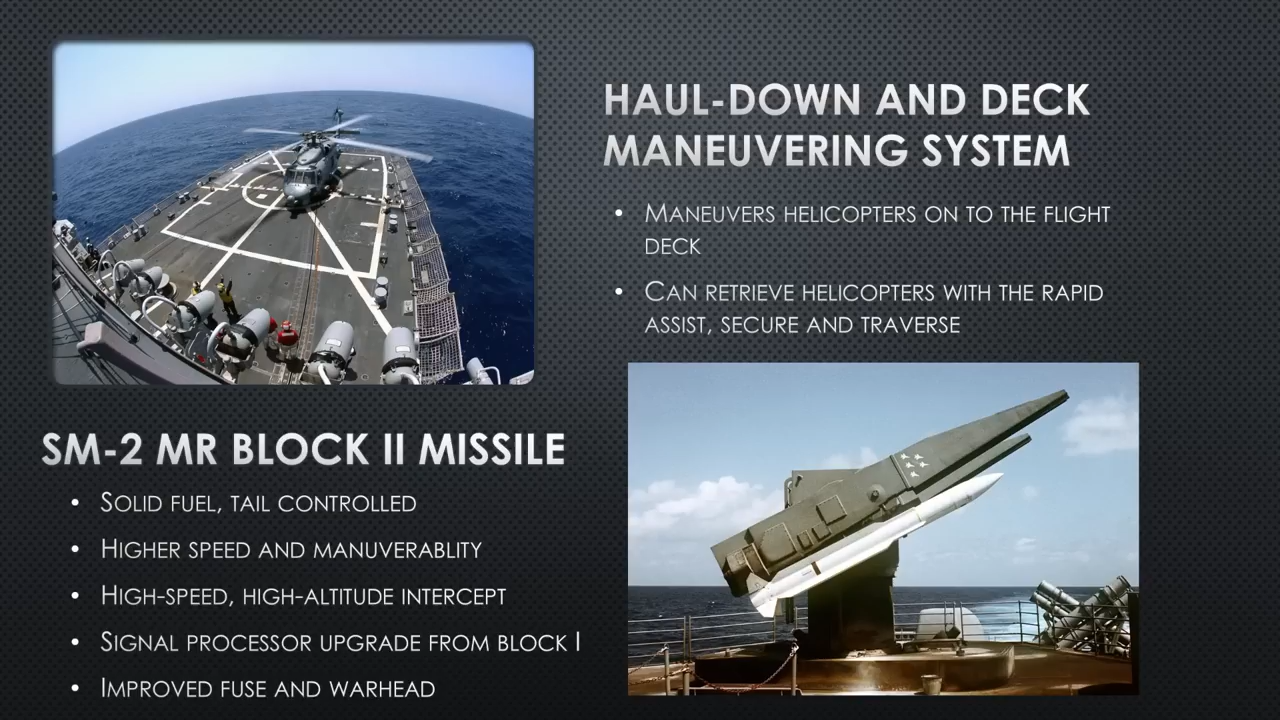 HAUL-DOWN AND DECK
MANEUVERING SYSTEM
• MANEUVERS HELICOPTERS ON TO THE FLIGHT
DECK
• CAN RETRIEVE HELICOPTERS WITH THE RAPID
ASSIST, SECURE AND TRAVERSE
SM-2 MR BLOCK II MISSILE
• SOLID FUEL, TAIL CONTROLLED
• HIGHER SPEED AND MANUVERABLITY
• HIGH-SPEED, HIGH-ALTITUDE INTERCEPT
• SIGNAL PROCESSOR UPGRADE FROM BLOCK I
• IMPROVED FUSE AND WARHEAD